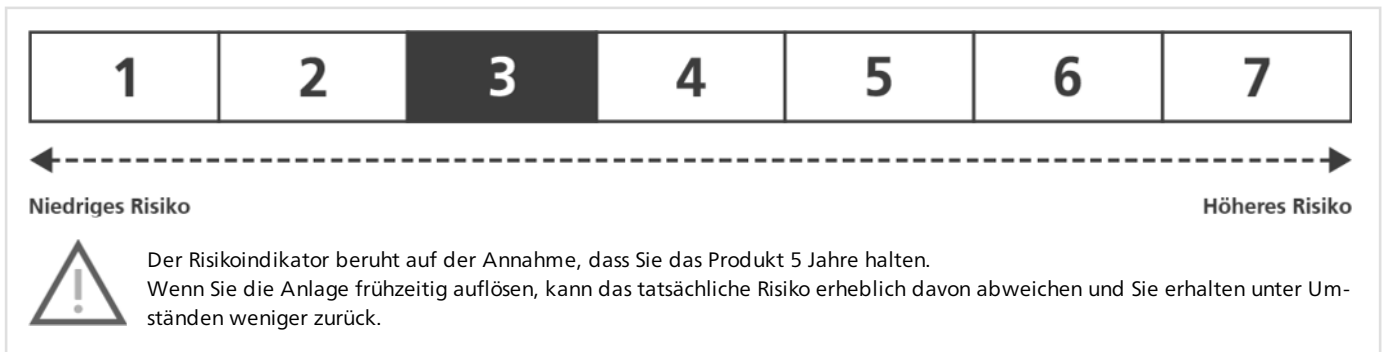 1 2 3 4 5 6 7
Niedriges Risiko Höheres Risiko
Der Risikoindikator beruht auf der Annahme, dass Sie das Produkt 5 Jahre halten.
Wenn Sie die Anlage frühzeitig auflösen, kann das tatsächliche Risiko erheblich davon abweichen und Sie erhalten unter Um-
ständen weniger zurück.